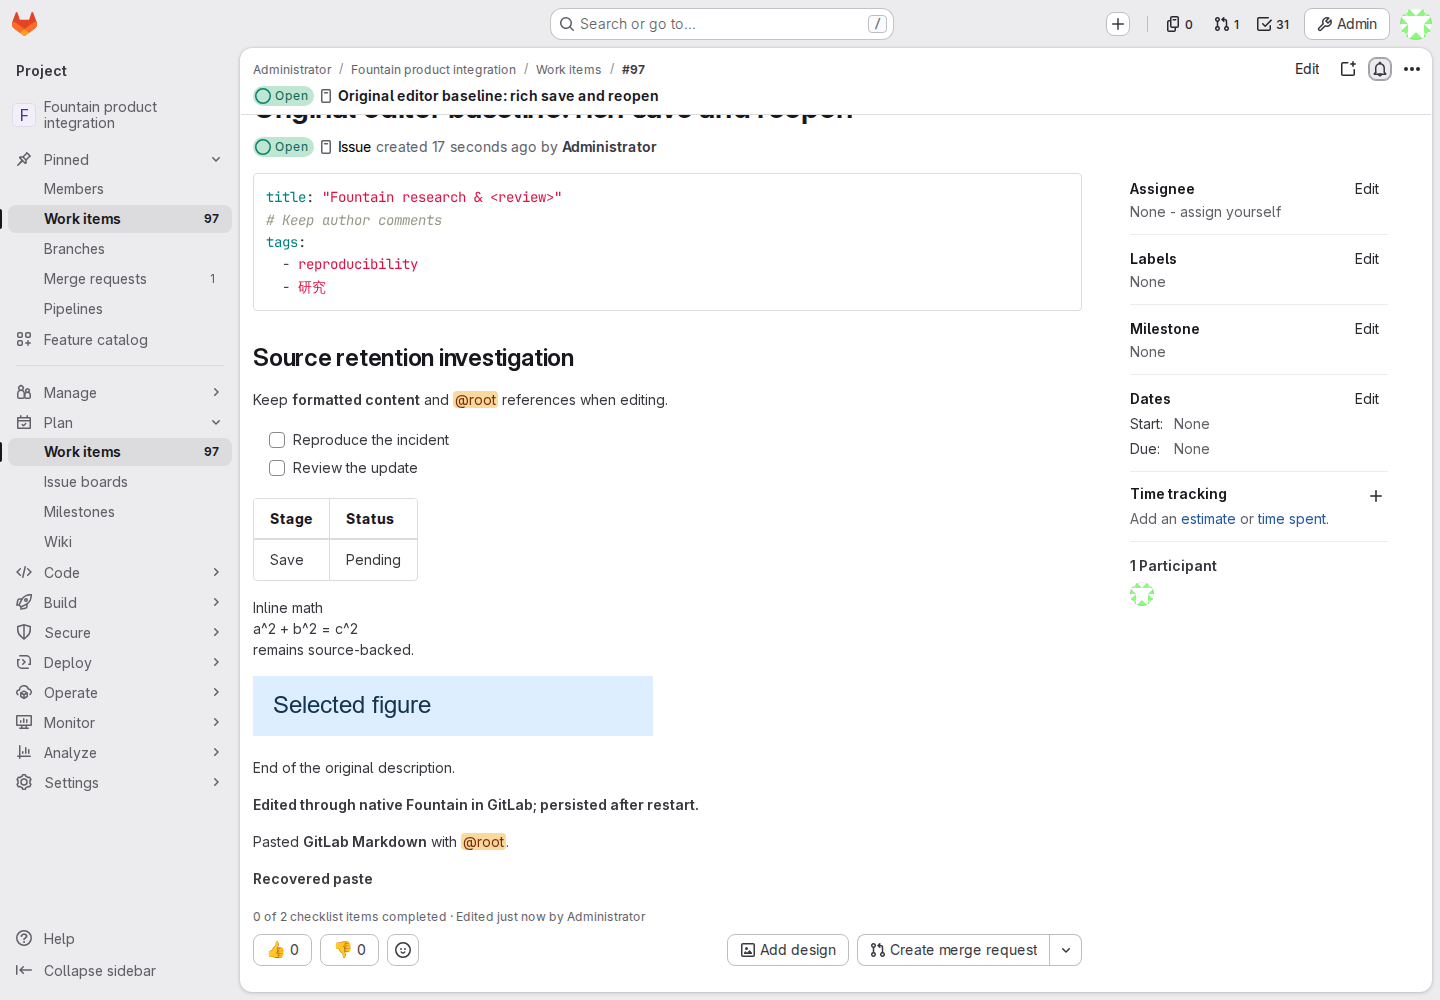 Search or go to...
/
0
1
31
Admin
Project
F
Fountain product integration
Pinned
Members
Work items 97
Branches
Merge requests 1
Pipelines
Feature catalog
Manage
Plan
Work items 97
Issue boards
Milestones
Wiki
Code
Build
Secure
Deploy
Operate
Monitor
Analyze
Settings
Help
Collapse sidebar
Administrator / Fountain product integration / Work items / #97
Edit
Open Original editor baseline: rich save and reopen
Original editor baseline: rich save and reopen
Open Issue created 17 seconds ago by Administrator
title: "Fountain research & <review>"
# Keep author comments
tags:
- reproducibility
- 研究
Source retention investigation
Keep formatted content and @root references when editing.
Reproduce the incident
Review the update
Stage Status
Save Pending
Inline math
a^2 + b^2 = c^2
remains source-backed.
Selected figure
End of the original description.
Edited through native Fountain in GitLab; persisted after restart.
Pasted GitLab Markdown with @root.
Recovered paste
0 of 2 checklist items completed · Edited just now by Administrator
👍 0
👎 0
Add design
Create merge request
Assignee Edit
None - assign yourself
Labels Edit
None
Milestone Edit
None
Dates Edit
Start: None
Due: None
Time tracking
Add an estimate or time spent.
1 Participant